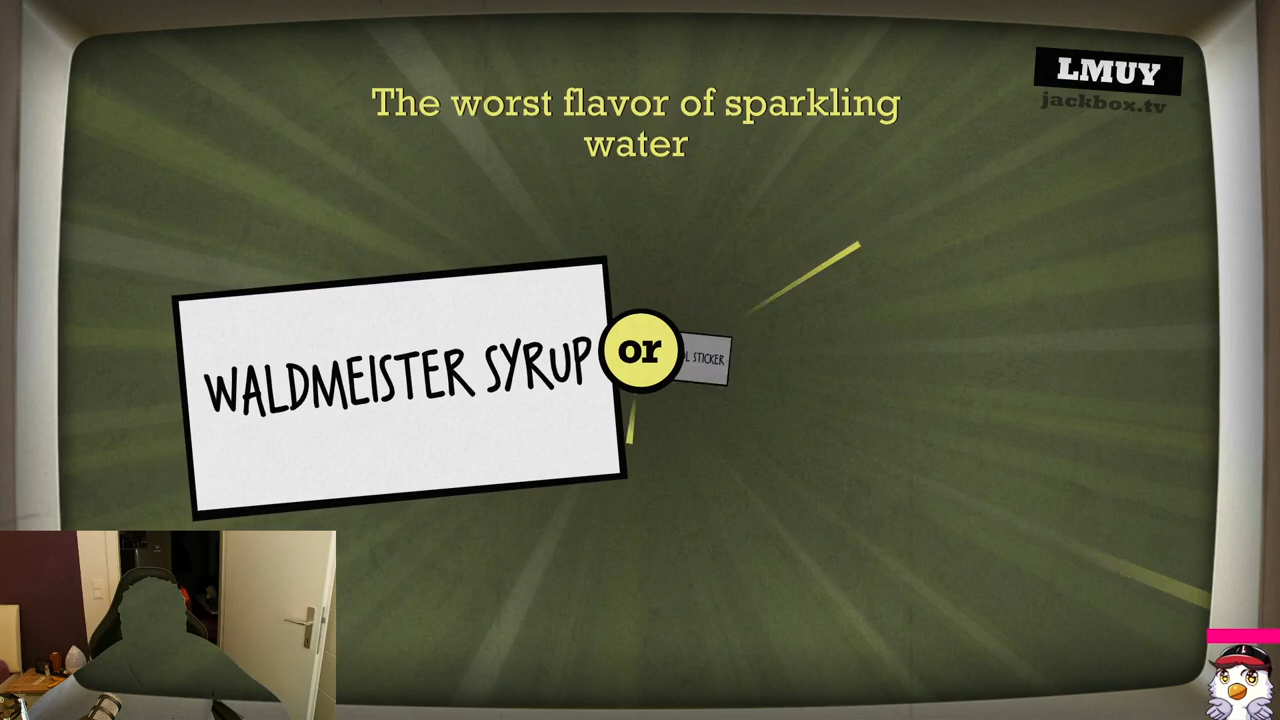 LMUY
jackbox.tv
The worst flavor of sparkling
water
WALDMEISTER SYRUP
or
STICKER